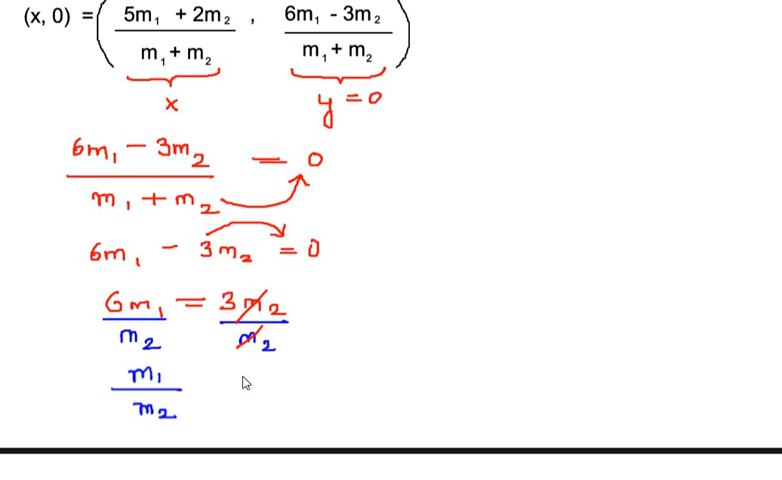 (x, 0) = ( 5m₁ + 2m₂ / m₁ + m₂ , 6m₁ - 3m₂ / m₁ + m₂ )
x y = 0
6m₁ - 3m₂ / m₁ + m₂ = 0
6m₁ - 3m₂ = 0
6m₁ / m₂ = 3m₂ / m₂
m₁ / m₂